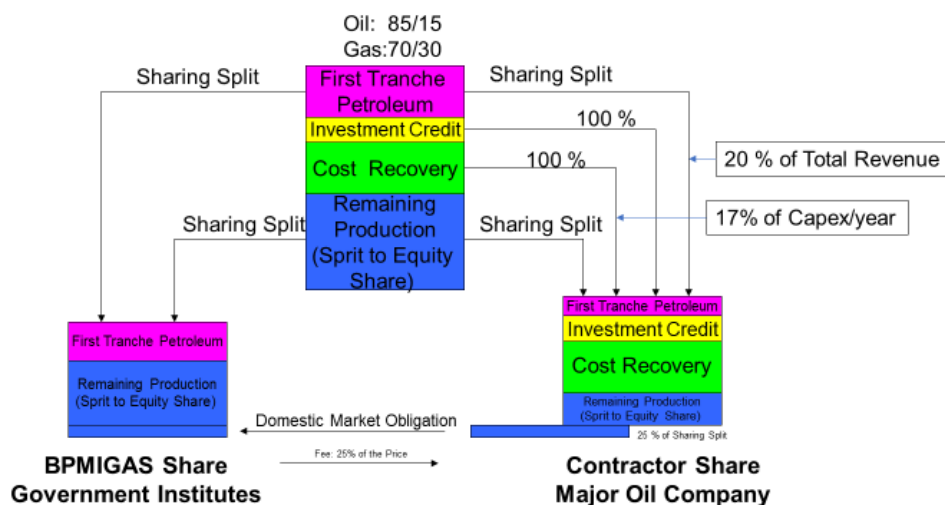 Oil: 85/15
Gas:70/30
Sharing Split
Sharing Split
First Tranche
Petroleum
Investment Credit
100 %
Cost Recovery
100%
20 % of Total Revenue
17% of Capex/year
Remaining
Production
(Sprit to Equity
Share)
Sharing Split
Sharing Split
First Tranche Petroleum
Remaining Production
(Sprit to Equity Share)
First Tranche Petroleum
Investment Credit
Cost Recovery
Remaining Production
(Sprit to Equity Share)
Domestic Market Obligation
25 % of Sharing Split
Fee: 25% of the Price
BPMIGAS Share
Government Institutes
Contractor Share
Major Oil Company